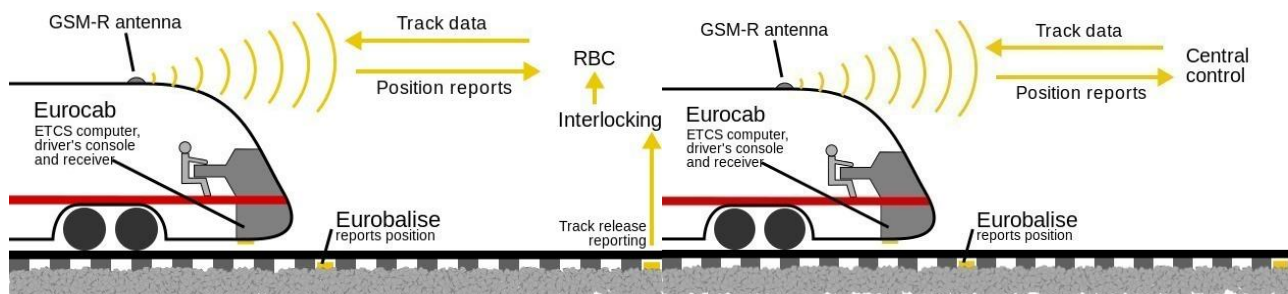 GSM-R antenna
Track data
RBC
Position reports
Interlocking
Eurocab
ETCS computer,
driver's console
and receiver
Eurobalise
reports position
Track release
reporting
GSM-R antenna
Track data
Central
control
Position reports
Eurocab
ETCS computer,
driver's console
and receiver
Eurobalise
reports position